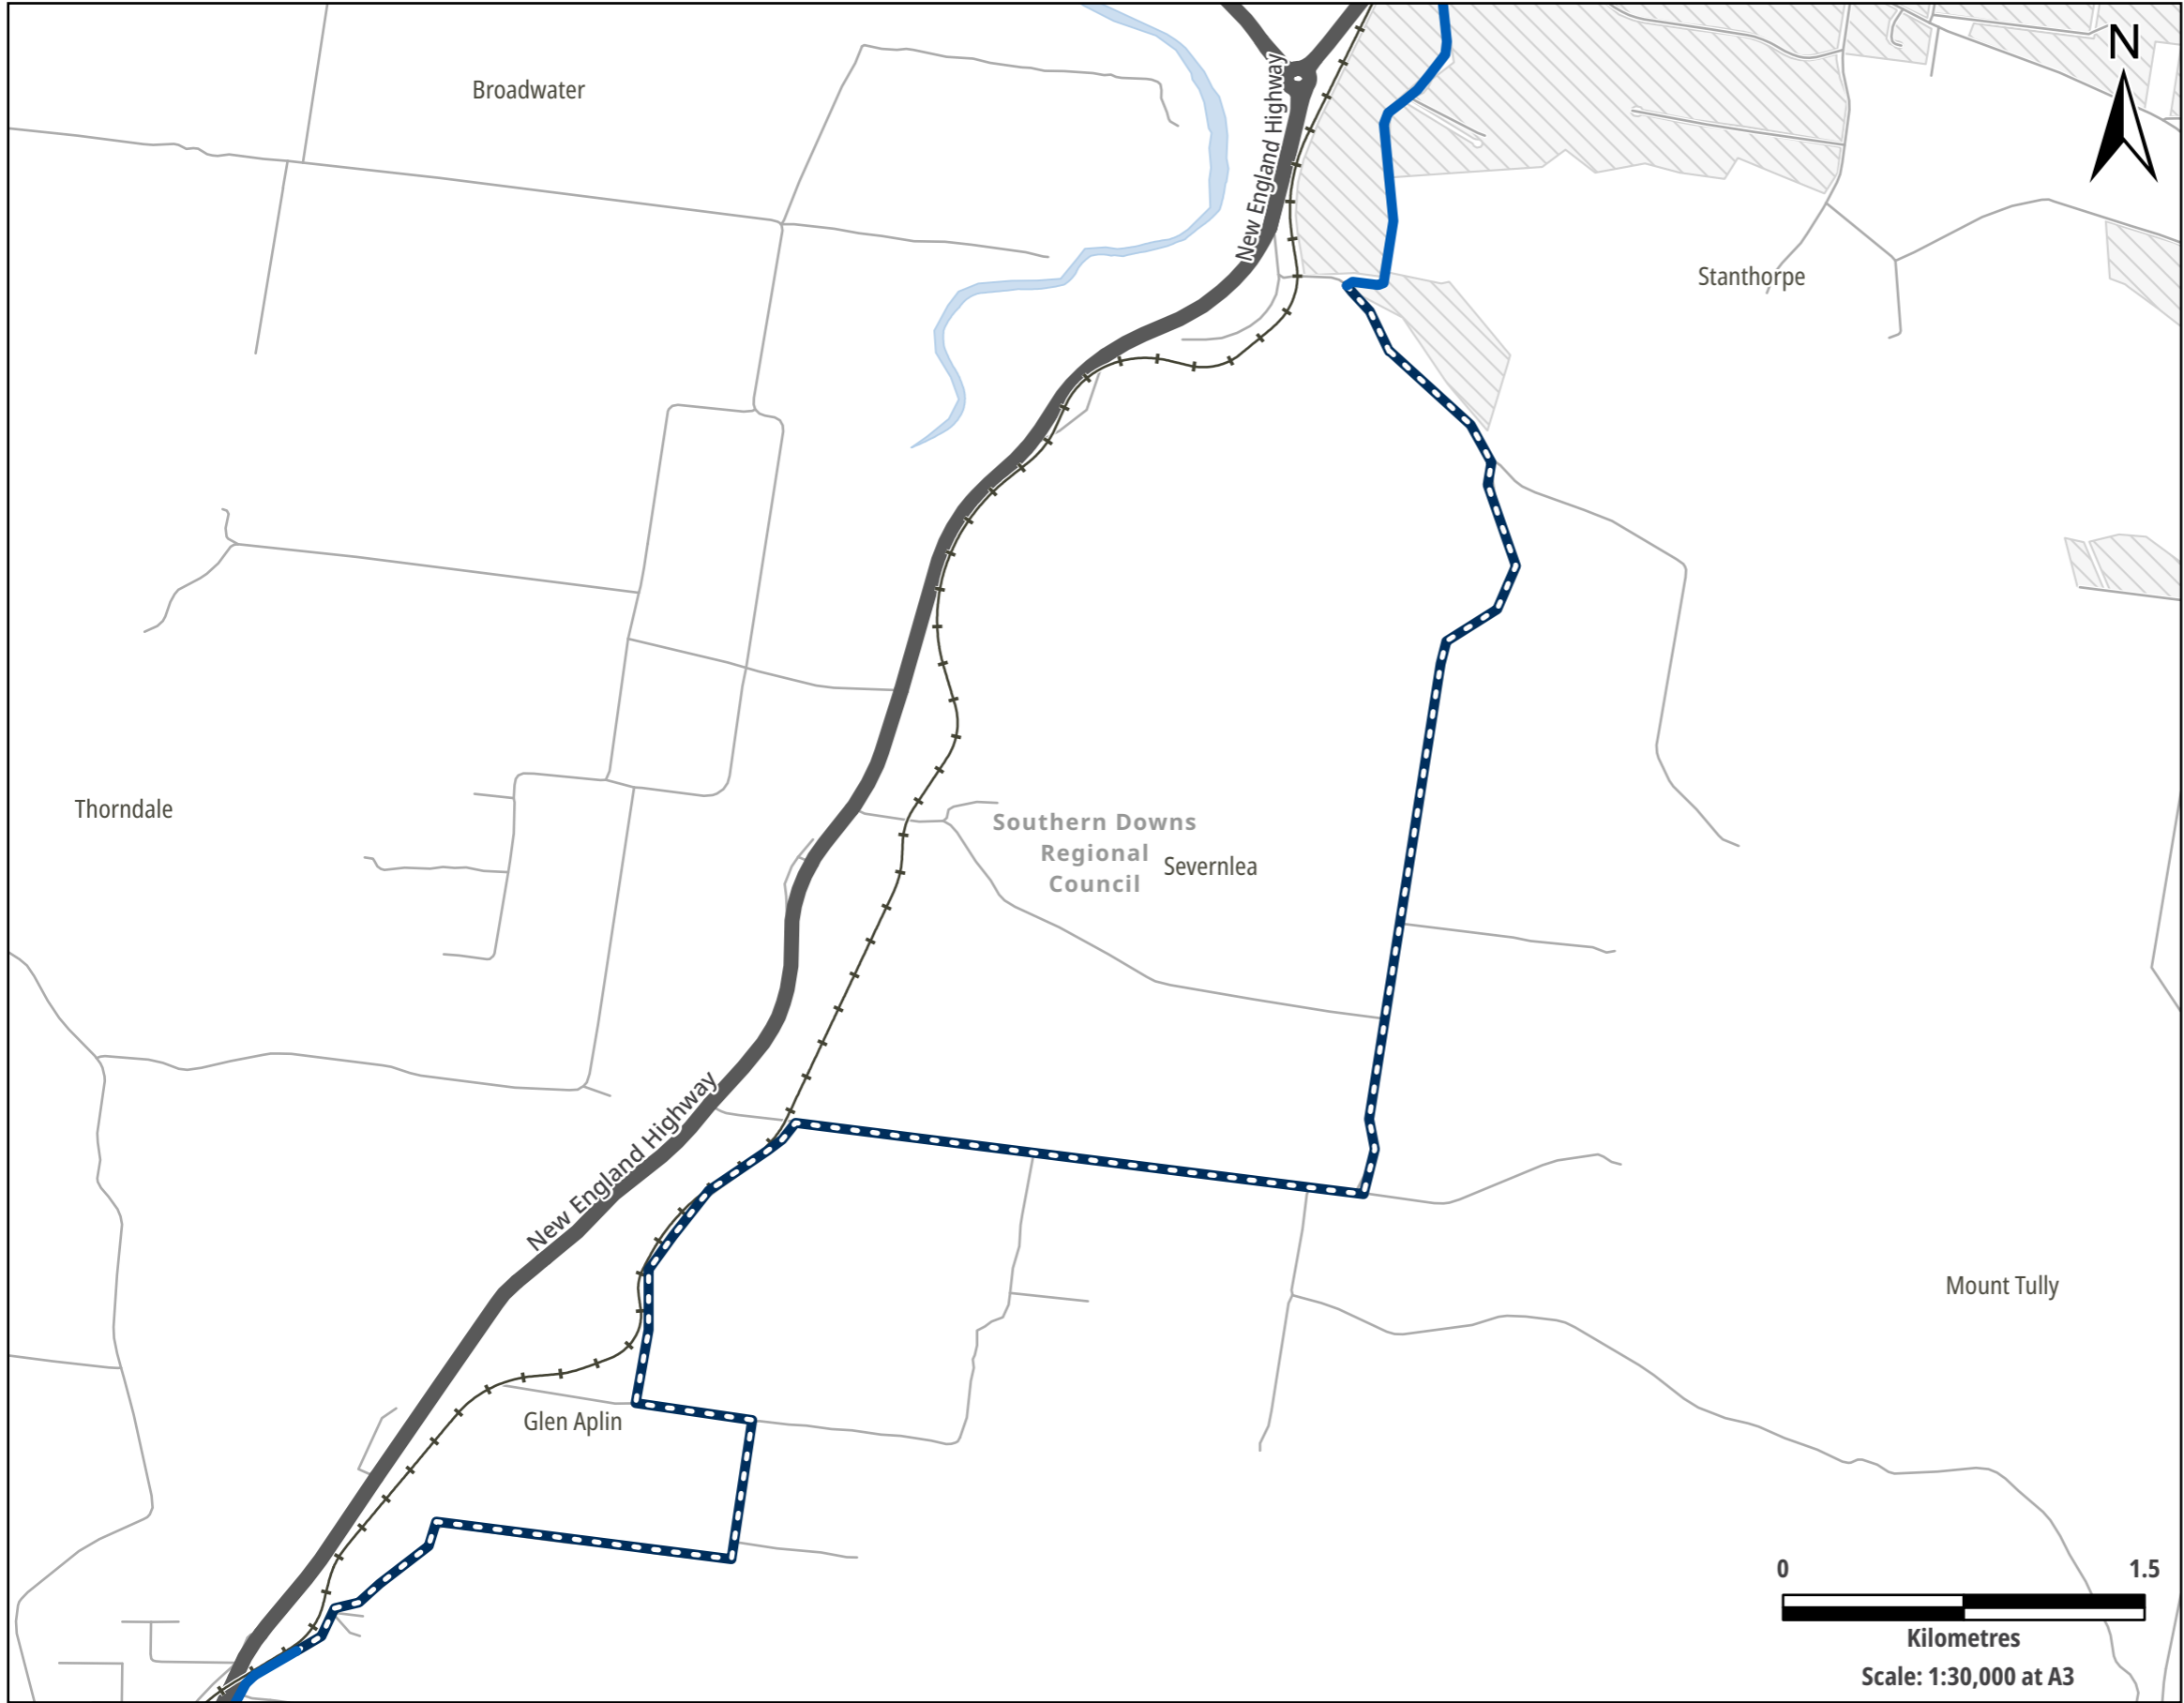 N
Broadwater
New England Highway
Stanthorpe
Thorndale
Southern Downs
Regional
Council
Severnlea
New England Highway
Mount Tully
Glen Aplin
0 1.5
Kilometres
Scale: 1:30,000 at A3